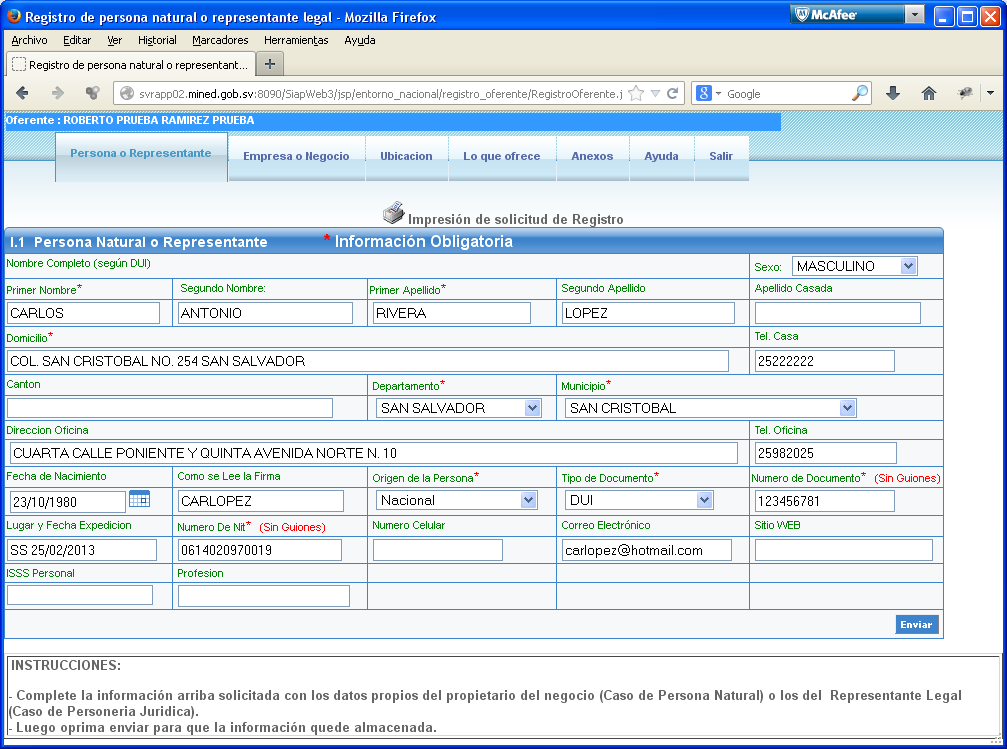 Registro de persona natural o representante legal - Mozilla Firefox
McAfee
Archivo Editar Ver Historial Marcadores Herramientas Ayuda
Registro de persona natural o representant...
svrapp02.mined.gob.sv:8090/SiapWeb3/jsp/entorno_nacional/registro_oferente/RegistroOferente.j
Google
Oferente : ROBERTO PRUEBA RAMIREZ PRUEBA
Persona o Representante Empresa o Negocio Ubicacion Lo que ofrece Anexos Ayuda Salir
Impresión de solicitud de Registro
I.1 Persona Natural o Representante * Información Obligatoria
Nombre Completo (según DUI) Sexo: MASCULINO
Primer Nombre* Segundo Nombre: Primer Apellido* Segundo Apellido Apellido Casada
CARLOS ANTONIO RIVERA LOPEZ
Domicilio* Tel. Casa
COL. SAN CRISTOBAL NO. 254 SAN SALVADOR 25222222
Canton Departamento* Municipio*
SAN SALVADOR SAN CRISTOBAL
Direccion Oficina Tel. Oficina
CUARTA CALLE PONIENTE Y QUINTA AVENIDA NORTE N. 10 25982025
Fecha de Nacimiento Como se Lee la Firma Origen de la Persona* Tipo de Documento* Numero de Documento* (Sin Guiones)
23/10/1980 CARLOPEZ Nacional DUI 123456781
Lugar y Fecha Expedicion Numero De Nit* (Sin Guiones) Numero Celular Correo Electrónico Sitio WEB
SS 25/02/2013 0614020970019 carlopez@hotmail.com
ISSS Personal Profesion
Enviar
INSTRUCCIONES:
- Complete la información arriba solicitada con los datos propios del propietario del negocio (Caso de Persona Natural) o los del Representante Legal
(Caso de Personeria Juridica).
- Luego oprima enviar para que la información quede almacenada.